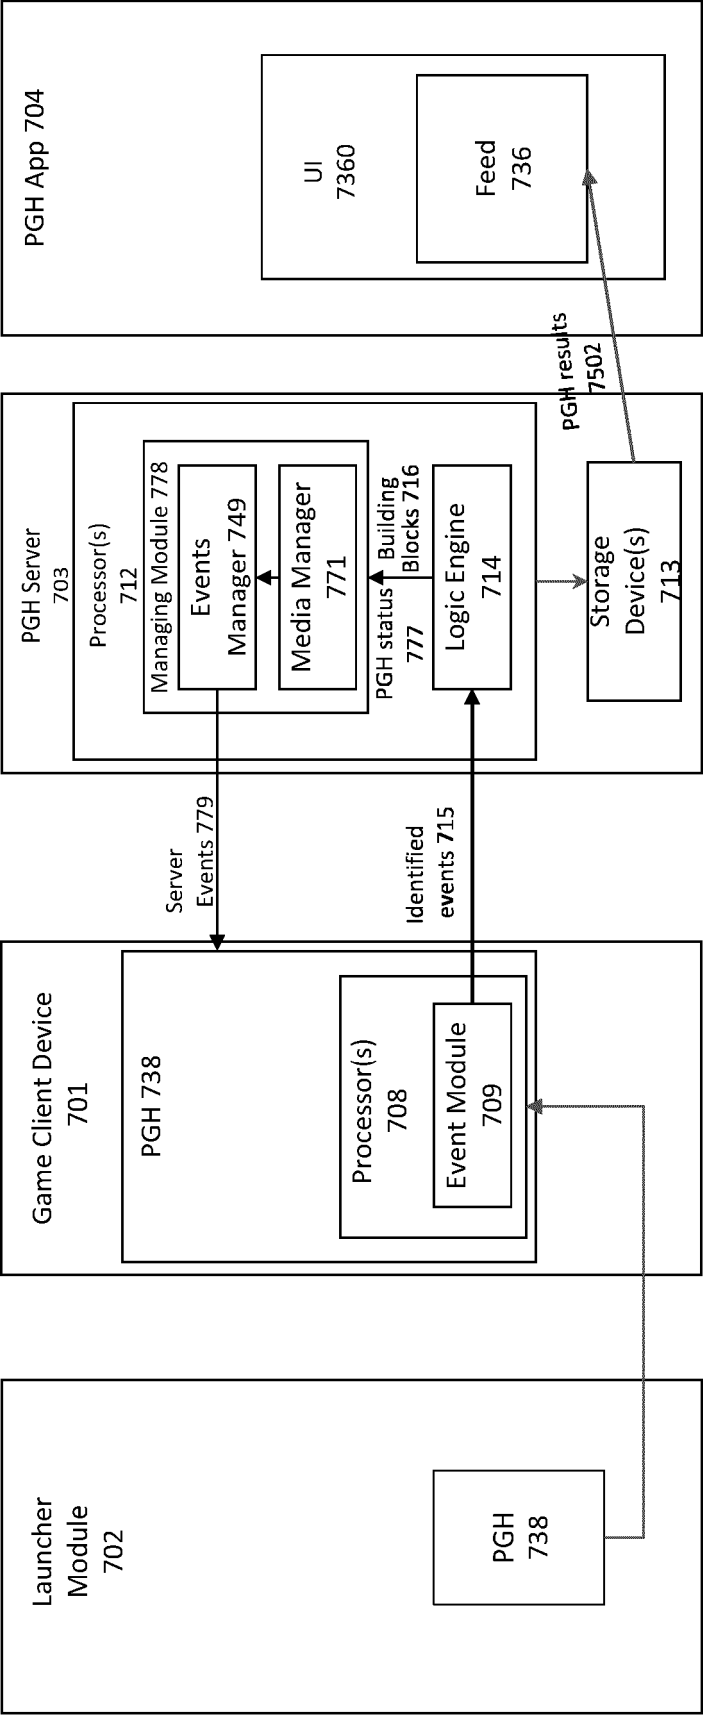 Launcher
Module
702
PGH
738
Game Client Device
701
PGH 738
Processor(s)
708
Event Module
709
Server
Events 779
Identified
events 715
PGH Server
703
Processor(s)
712
Managing Module 778
Events
Manager 749
Media Manager
771
PGH status
777
Building
Blocks 716
Logic Engine
714
Storage
Device(s)
713
PGH results
7502
PGH App 704
UI
7360
Feed
736